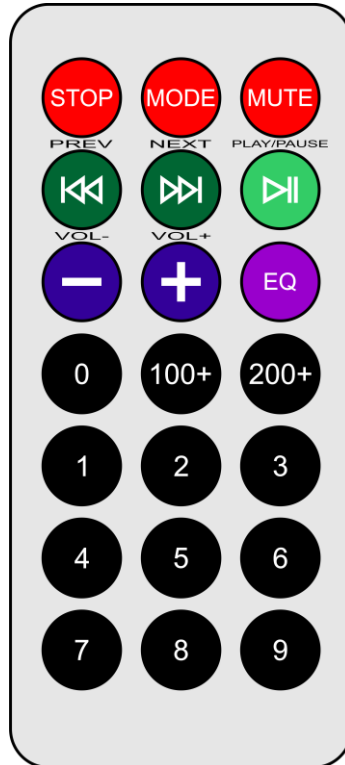 STOP MODE MUTE
PREV NEXT PLAY/PAUSE
VOL- VOL+
EQ
0 100+ 200+
1 2 3
4 5 6
7 8 9